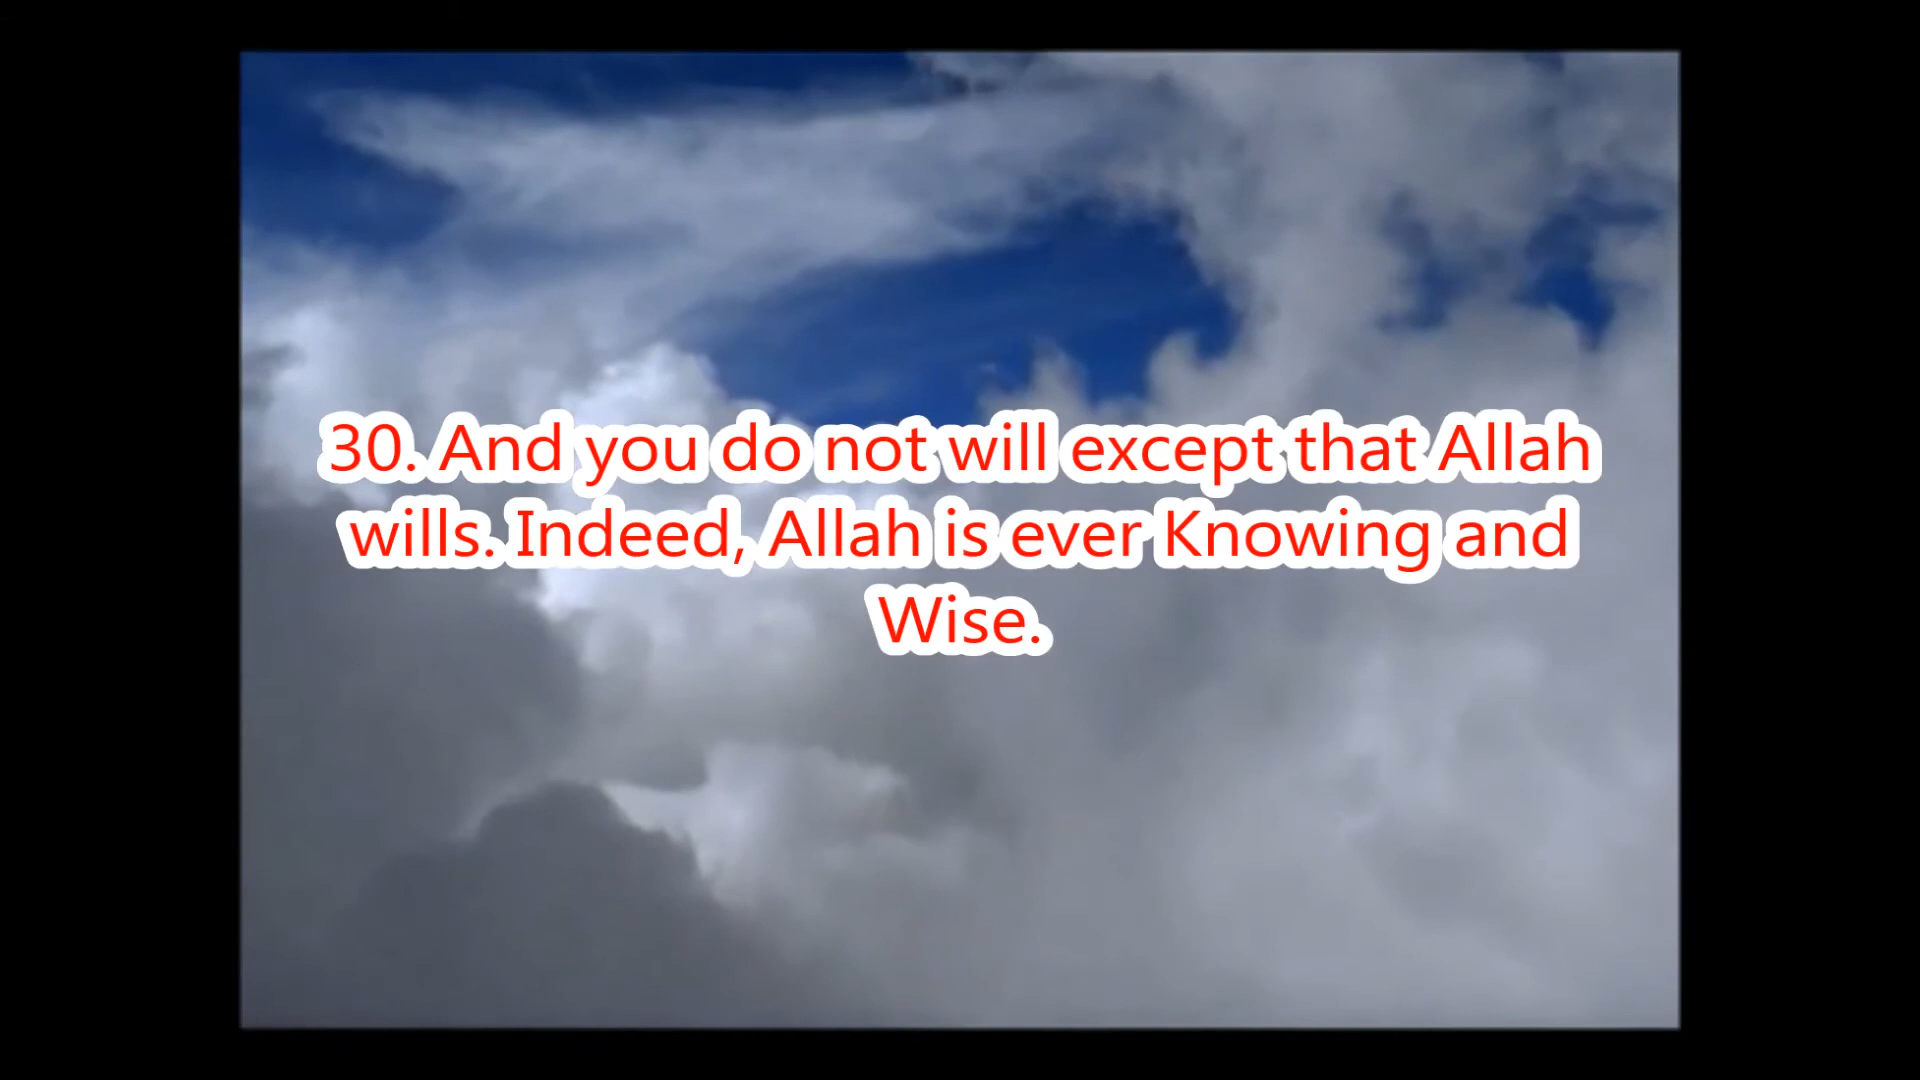 30. And you do not will except that Allah
wills. Indeed, Allah is ever Knowing and
Wise.